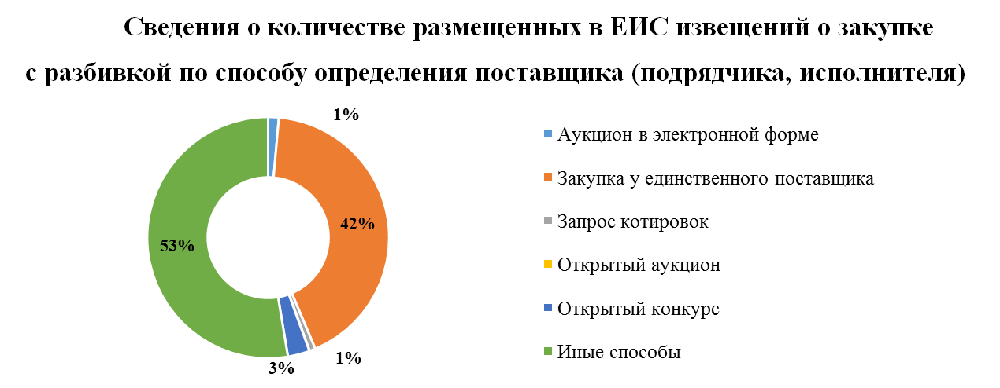 Сведения о количестве размещенных в ЕИС извещений о закупке
с разбивкой по способу определения поставщика (подрядчика, исполнителя)
1%
42%
53%
1%
3%
Аукцион в электронной форме
Закупка у единственного поставщика
Запрос котировок
Открытый аукцион
Открытый конкурс
Иные способы